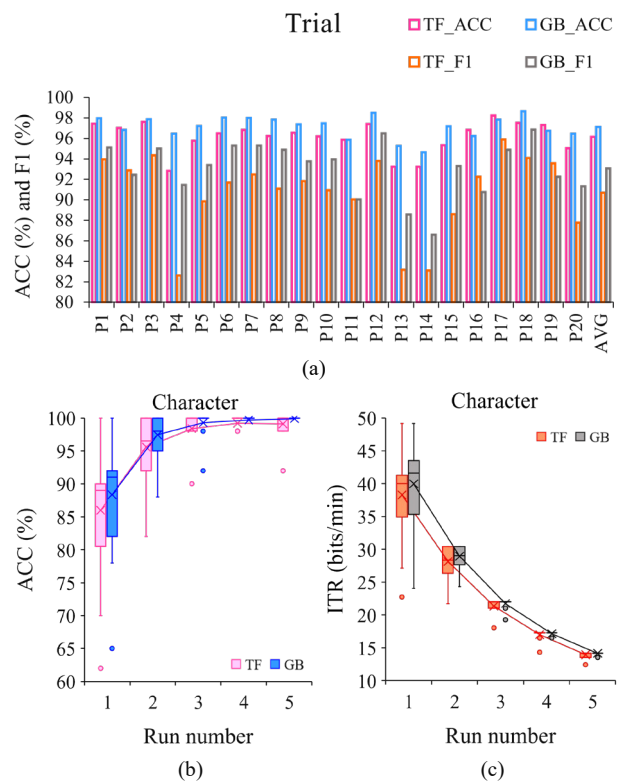 Trial
TF_ACC GB_ACC
TF_F1 GB_F1
ACC (%) and F1 (%)
98
96
94
92
90
88
86
84
82
80
P1 P2 P3 P4 P5 P6 P7 P8 P9 P10 P11 P12 P13 P14 P15 P16 P17 P18 P19 P20 AVG
(a)
Character
ACC (%)
100
95
90
85
80
75
70
65
60
TF GB
1 2 3 4 5
Run number
(b)
Character
ITR (bits/min)
50
45
40
35
30
25
20
15
10
TF GB
1 2 3 4 5
Run number
(c)